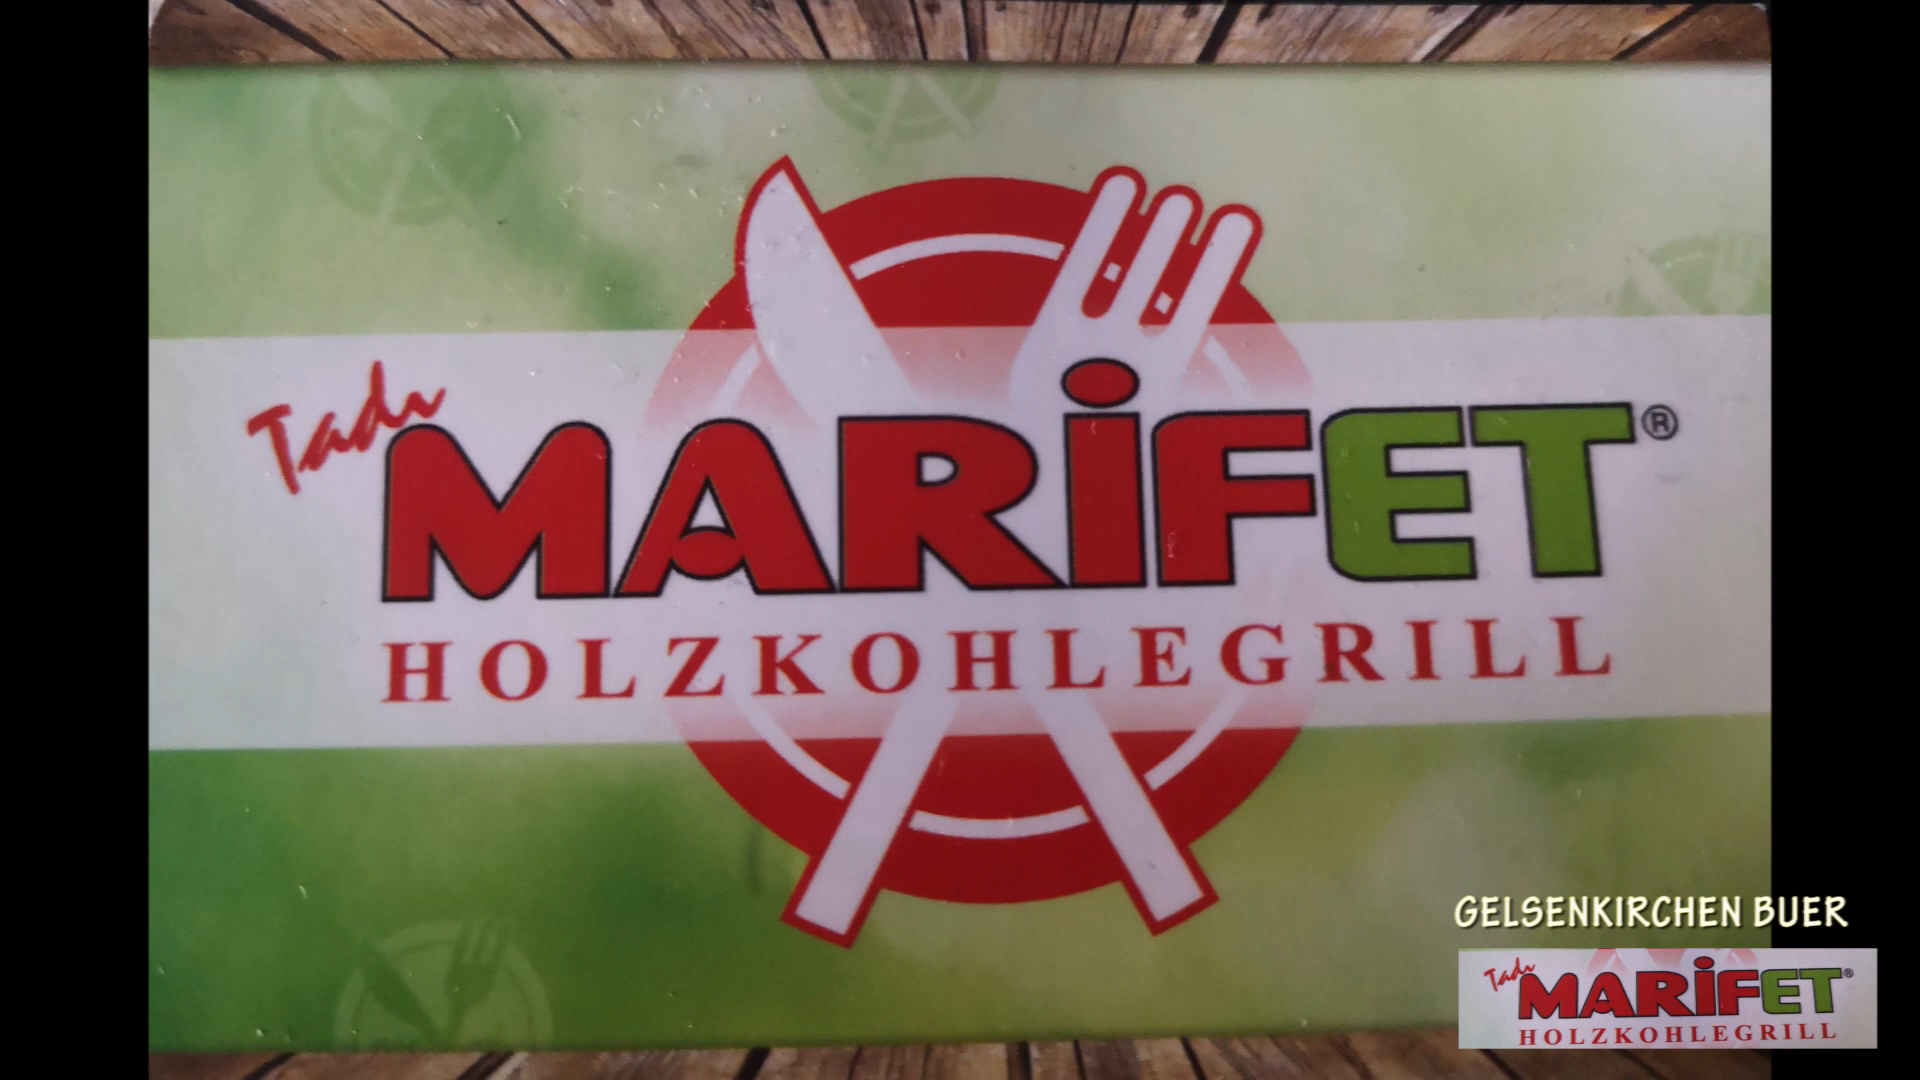 Tadı
MARİFET®
HOLZKOHLEGRILL
GELSENKIRCHEN BUER
Tadı
MARİFET®
HOLZKOHLEGRILL